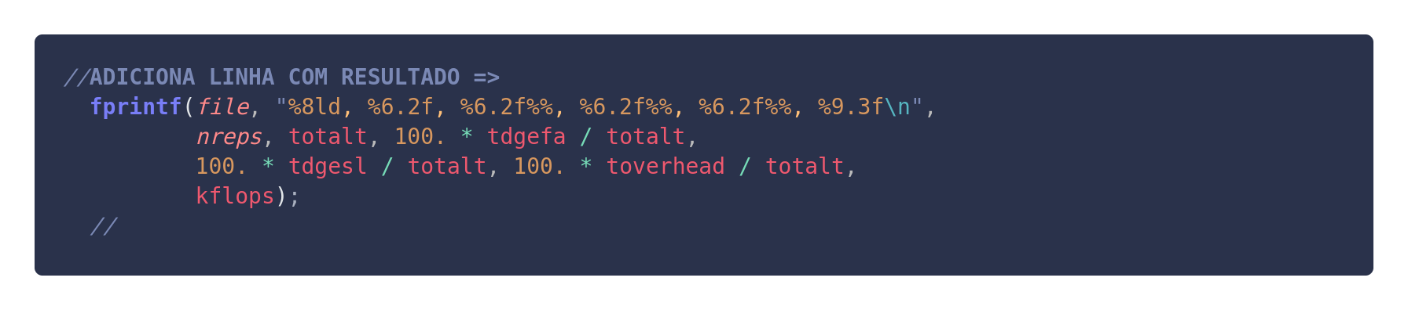 //ADICIONA LINHA COM RESULTADO =>
fprintf(file, "%8ld, %6.2f, %6.2f%%, %6.2f%%, %6.2f%%, %9.3f\n",
nreps, totalt, 100. * tdgefa / totalt,
100. * tdgesl / totalt, 100. * toverhead / totalt,
kflops);
//